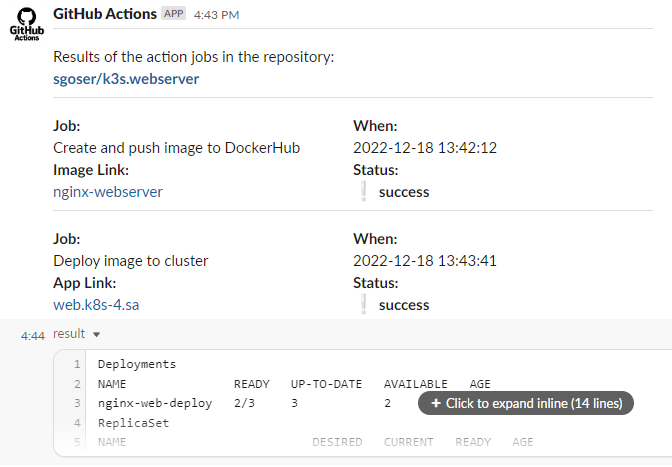 GitHub Actions APP 4:43 PM
GitHub
Actions
Results of the action jobs in the repository:
sgoser/k3s.webserver
Job: When:
Create and push image to DockerHub 2022-12-18 13:42:12
Image Link: Status:
nginx-webserver ❕ success
Job: When:
Deploy image to cluster 2022-12-18 13:43:41
App Link: Status:
web.k8s-4.sa ❕ success
4:44 result ▼
1 Deployments
2 NAME READY UP-TO-DATE AVAILABLE AGE
3 nginx-web-deploy 2/3 3 2 + Click to expand inline (14 lines)
4 ReplicaSet
5 NAME DESIRED CURRENT READY AGE